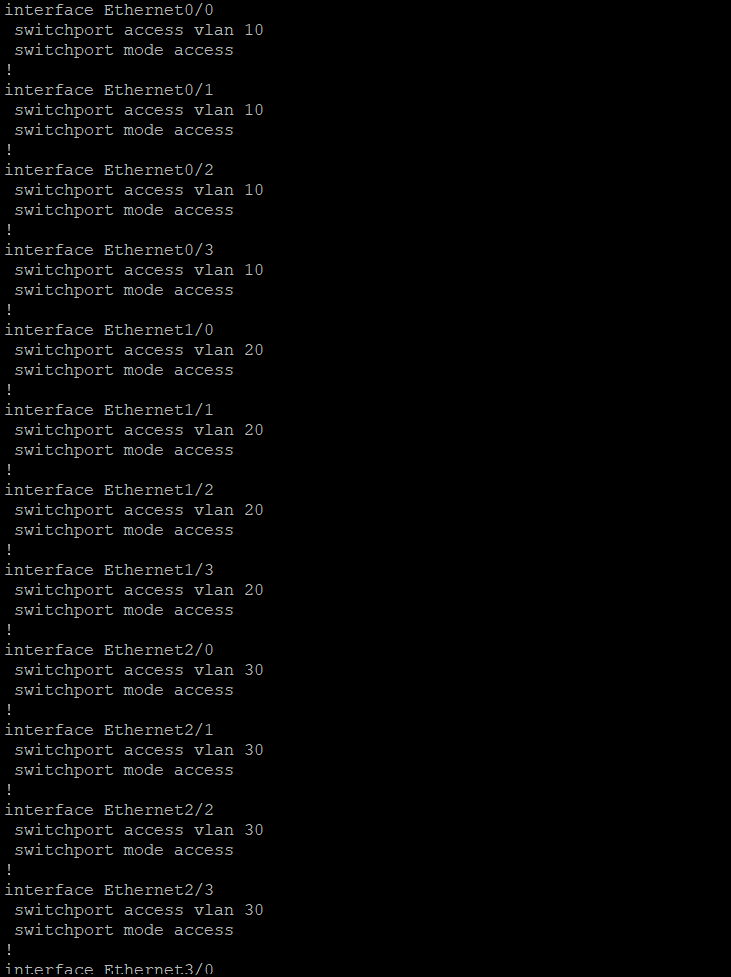 interface Ethernet0/0
 switchport access vlan 10
 switchport mode access
!
interface Ethernet0/1
 switchport access vlan 10
 switchport mode access
!
interface Ethernet0/2
 switchport access vlan 10
 switchport mode access
!
interface Ethernet0/3
 switchport access vlan 10
 switchport mode access
!
interface Ethernet1/0
 switchport access vlan 20
 switchport mode access
!
interface Ethernet1/1
 switchport access vlan 20
 switchport mode access
!
interface Ethernet1/2
 switchport access vlan 20
 switchport mode access
!
interface Ethernet1/3
 switchport access vlan 20
 switchport mode access
!
interface Ethernet2/0
 switchport access vlan 30
 switchport mode access
!
interface Ethernet2/1
 switchport access vlan 30
 switchport mode access
!
interface Ethernet2/2
 switchport access vlan 30
 switchport mode access
!
interface Ethernet2/3
 switchport access vlan 30
 switchport mode access
!
interface Ethernet3/0